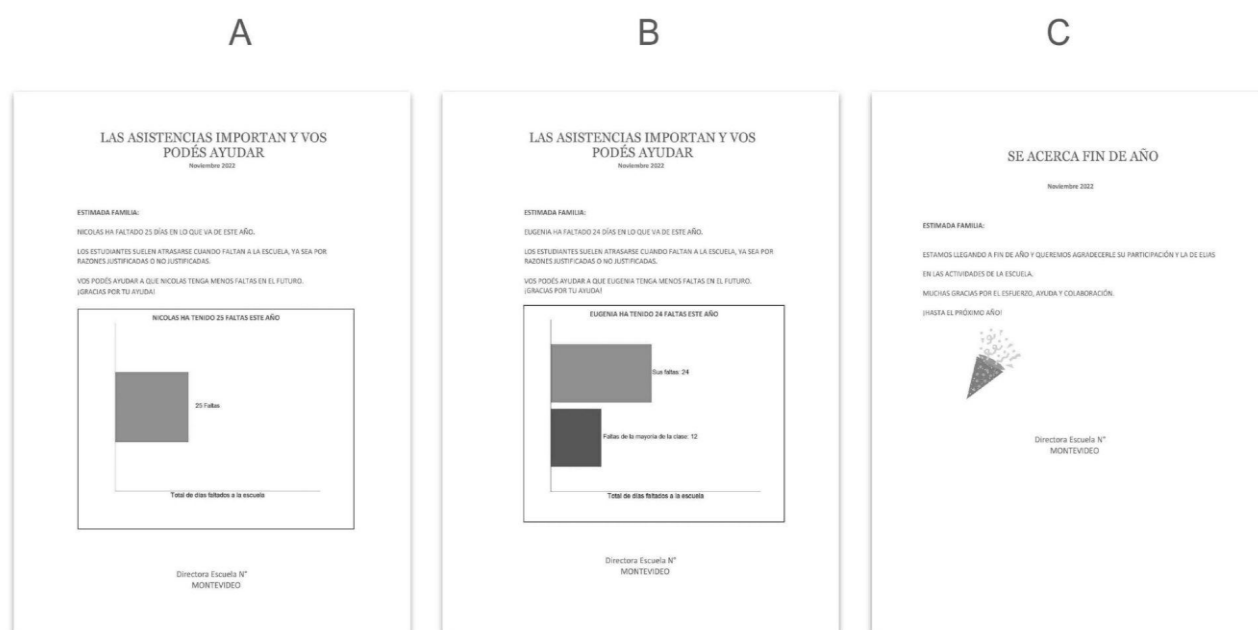 A
LAS ASISTENCIAS IMPORTAN Y VOS
PODÉS AYUDAR
Noviembre 2022
ESTIMADA FAMILIA:
NICOLAS HA FALTADO 25 DÍAS EN LO QUE VA DE ESTE AÑO.
LOS ESTUDIANTES SUELEN ATRASARSE CUANDO FALTAN A LA ESCUELA, YA SEA POR
RAZONES JUSTIFICADAS O NO JUSTIFICADAS.
VOS PODÉS AYUDAR A QUE NICOLAS TENGA MENOS FALTAS EN EL FUTURO.
¡GRACIAS POR TU AYUDA!
NICOLAS HA TENIDO 25 FALTAS ESTE AÑO
25 Faltas
Total de días faltados a la escuela
Directora Escuela N°
MONTEVIDEO
B
LAS ASISTENCIAS IMPORTAN Y VOS
PODÉS AYUDAR
Noviembre 2022
ESTIMADA FAMILIA:
EUGENIA HA FALTADO 24 DÍAS EN LO QUE VA DE ESTE AÑO.
LOS ESTUDIANTES SUELEN ATRASARSE CUANDO FALTAN A LA ESCUELA, YA SEA POR
RAZONES JUSTIFICADAS O NO JUSTIFICADAS.
VOS PODÉS AYUDAR A QUE EUGENIA TENGA MENOS FALTAS EN EL FUTURO.
¡GRACIAS POR TU AYUDA!
EUGENIA HA TENIDO 24 FALTAS ESTE AÑO
Sus faltas: 24
Faltas de la mayoría de la clase: 12
Total de días faltados a la escuela
Directora Escuela N°
MONTEVIDEO
C
SE ACERCA FIN DE AÑO
Noviembre 2022
ESTIMADA FAMILIA:
ESTAMOS LLEGANDO A FIN DE AÑO Y QUEREMOS AGRADECERLE SU PARTICIPACIÓN Y LA DE ELIAS
EN LAS ACTIVIDADES DE LA ESCUELA.
MUCHAS GRACIAS POR EL ESFUERZO, AYUDA Y COLABORACIÓN.
¡HASTA EL PRÓXIMO AÑO!
Directora Escuela N°
MONTEVIDEO